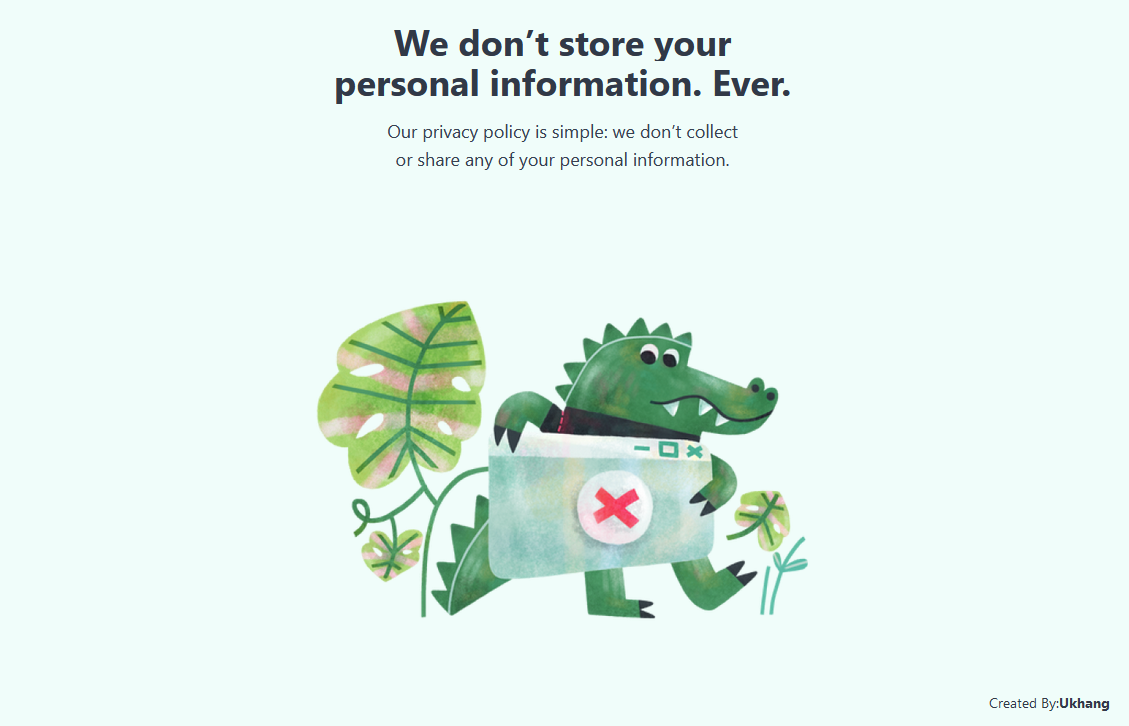 We don’t store your
personal information. Ever.
Our privacy policy is simple: we don’t collect
or share any of your personal information.
Created By:Ukhang